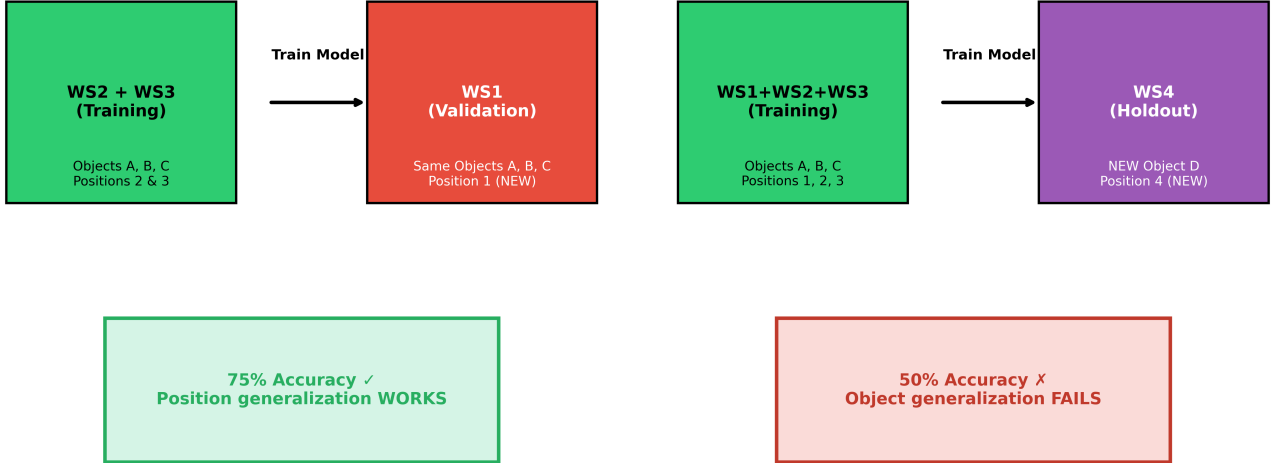 Train Model
WS2 + WS3
(Training)
Objects A, B, C
Positions 2 & 3
WS1
(Validation)
Same Objects A, B, C
Position 1 (NEW)
Train Model
WS1+WS2+WS3
(Training)
Objects A, B, C
Positions 1, 2, 3
WS4
(Holdout)
NEW Object D
Position 4 (NEW)
75% Accuracy ✓
Position generalization WORKS
50% Accuracy ✗
Object generalization FAILS